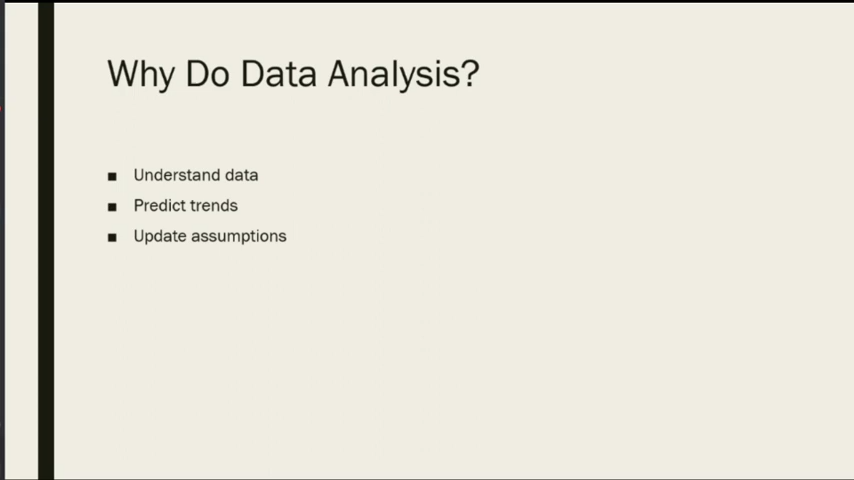 Why Do Data Analysis?
Understand data
Predict trends
Update assumptions